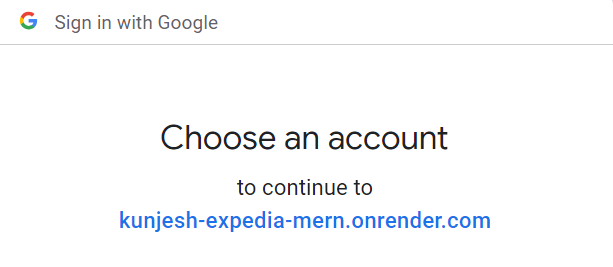 Sign in with Google
Choose an account
to continue to
kunjesh-expedia-mern.onrender.com